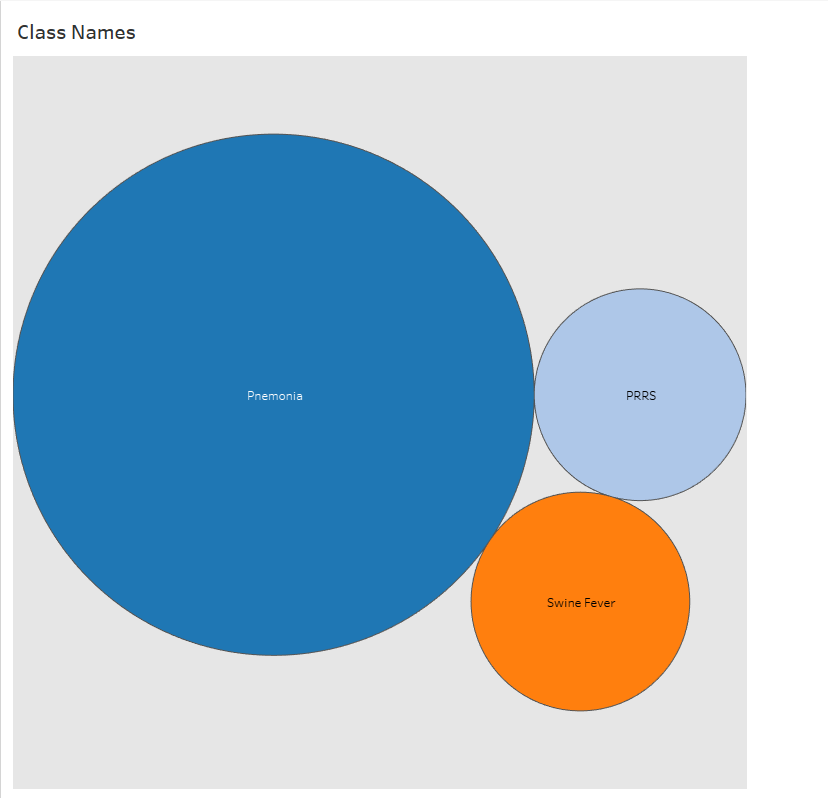 Class Names
Pnemonia
PRRS
Swine Fever